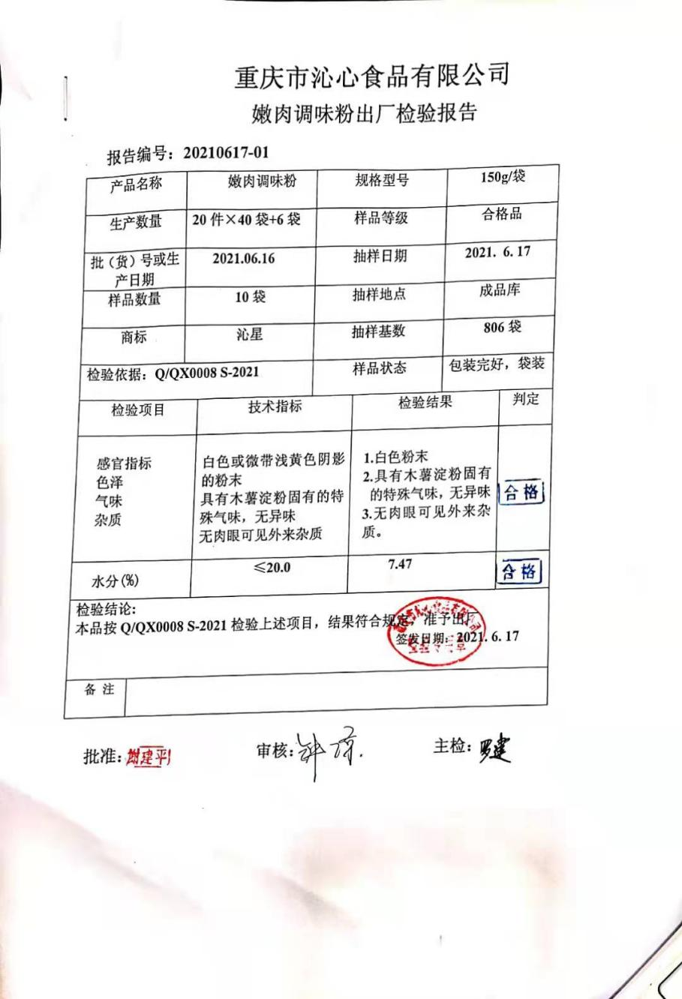 重庆市沁心食品有限公司
嫩肉调味粉出厂检验报告
报告编号：20210617-01
产品名称 嫩肉调味粉 规格型号 150g/袋
生产数量 20 件×40 袋+6 袋 样品等级 合格品
批（货）号或生
产日期 2021.06.16 抽样日期 2021. 6. 17
样品数量 10 袋 抽样地点 成品库
商标 沁星 抽样基数 806 袋
检验依据：Q/QX0008 S-2021 样品状态 包装完好，袋装
检验项目 技术指标 检验结果 判定
感官指标
色泽
气味
杂质
白色或微带浅黄色阴影
的粉末
具有木薯淀粉固有的特
殊气味，无异味
无肉眼可见外来杂质
1.白色粉末
2.具有木薯淀粉固有
的特殊气味，无异味
3.无肉眼可见外来杂
质。
合格
水分(%) ≤20.0 7.47 合格
检验结论:
本品按 Q/QX0008 S-2021 检验上述项目，结果符合规定，准予出厂
签发日期：2021. 6. 17
备 注
批准: 谢建平 审核: 主检: